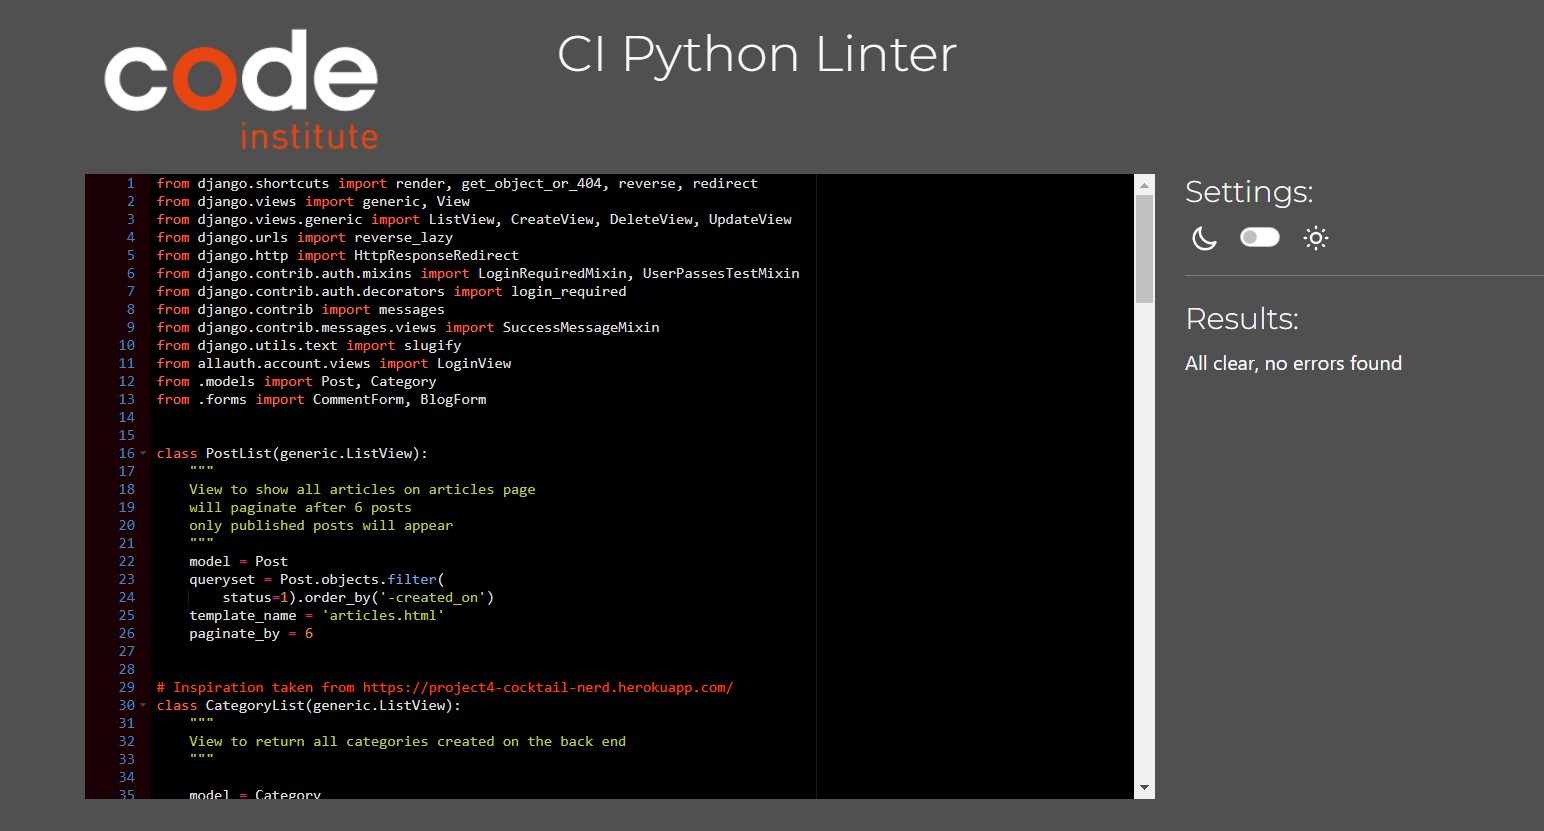 code
institute
CI Python Linter
1 from django.shortcuts import render, get_object_or_404, reverse, redirect
2 from django.views import generic, View
3 from django.views.generic import ListView, CreateView, DeleteView, UpdateView
4 from django.urls import reverse_lazy
5 from django.http import HttpResponseRedirect
6 from django.contrib.auth.mixins import LoginRequiredMixin, UserPassesTestMixin
7 from django.contrib.auth.decorators import login_required
8 from django.contrib import messages
9 from django.contrib.messages.views import SuccessMessageMixin
10 from django.utils.text import slugify
11 from allauth.account.views import LoginView
12 from .models import Post, Category
13 from .forms import CommentForm, BlogForm
14
15
16 class PostList(generic.ListView):
17 """
18 View to show all articles on articles page
19 will paginate after 6 posts
20 only published posts will appear
21 """
22 model = Post
23 queryset = Post.objects.filter(
24 status=1).order_by('-created_on')
25 template_name = 'articles.html'
26 paginate_by = 6
27
28
29 # Inspiration taken from https://project4-cocktail-nerd.herokuapp.com/
30 class CategoryList(generic.ListView):
31 """
32 View to return all categories created on the back end
33 """
34
35 model = Category
Settings:
Results:
All clear, no errors found